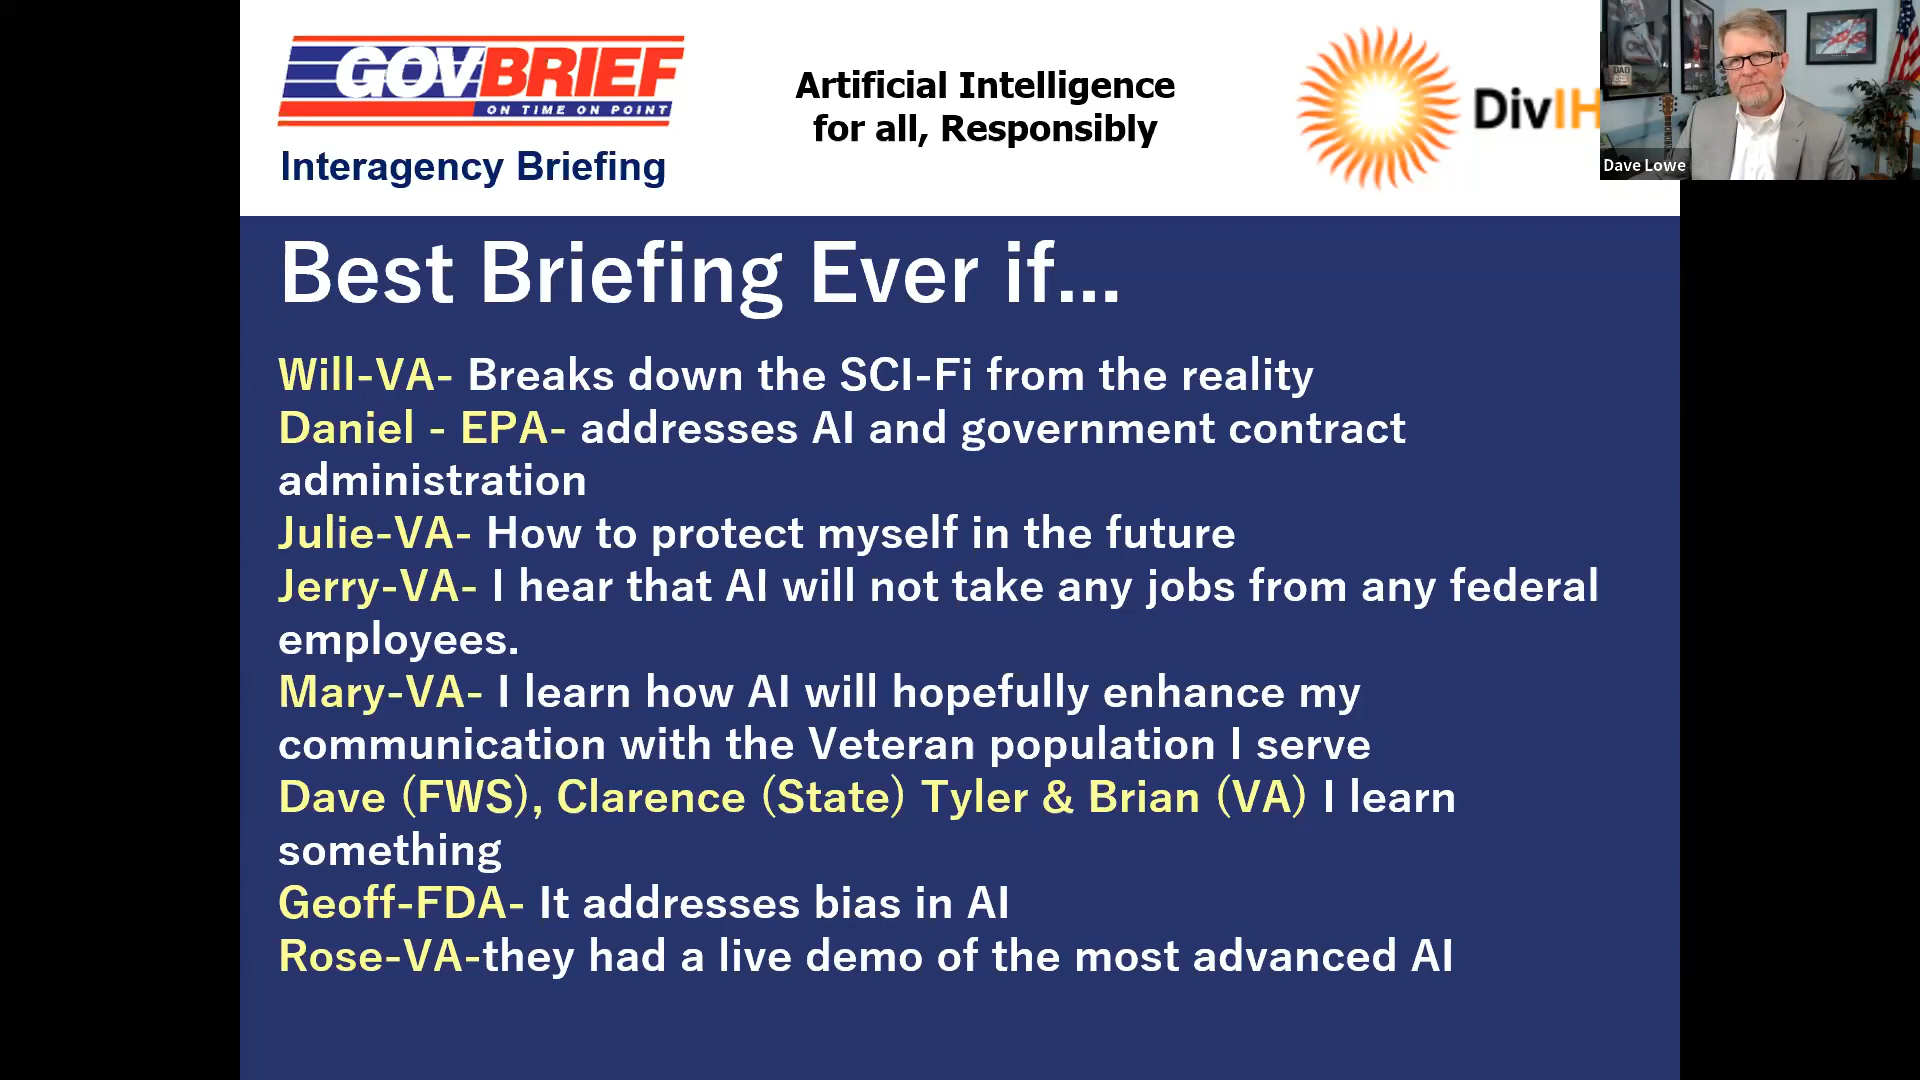 GOVBRIEF
ON TIME ON POINT
Interagency Briefing
Artificial Intelligence
for all, Responsibly
DivIH
DAD
Dave Lowe
Best Briefing Ever if...
Will-VA- Breaks down the SCI-Fi from the reality
Daniel - EPA- addresses AI and government contract
administration
Julie-VA- How to protect myself in the future
Jerry-VA- I hear that AI will not take any jobs from any federal
employees.
Mary-VA- I learn how AI will hopefully enhance my
communication with the Veteran population I serve
Dave (FWS), Clarence (State) Tyler & Brian (VA) I learn
something
Geoff-FDA- It addresses bias in AI
Rose-VA-they had a live demo of the most advanced AI